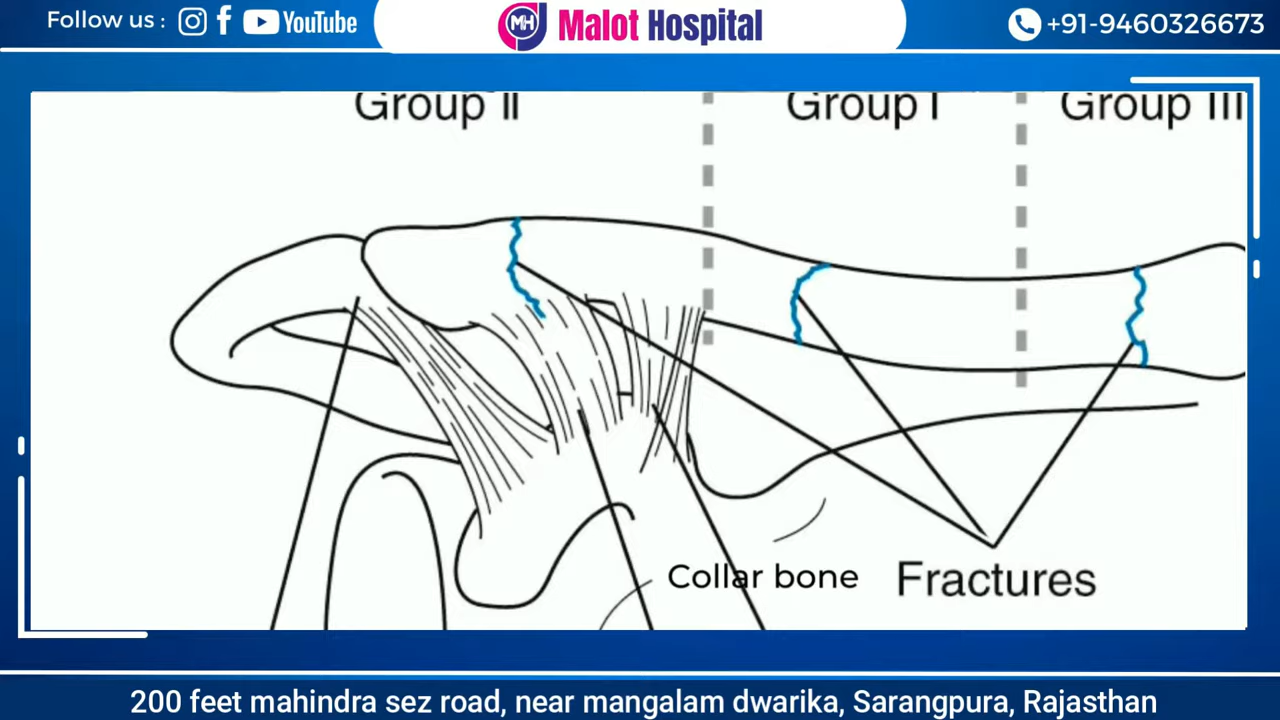 Follow us :
YouTube
MH
Malot Hospital
+91-9460326673
Group II
Group I
Group III
Collar bone
Fractures
200 feet mahindra sez road, near mangalam dwarika, Sarangpura, Rajasthan